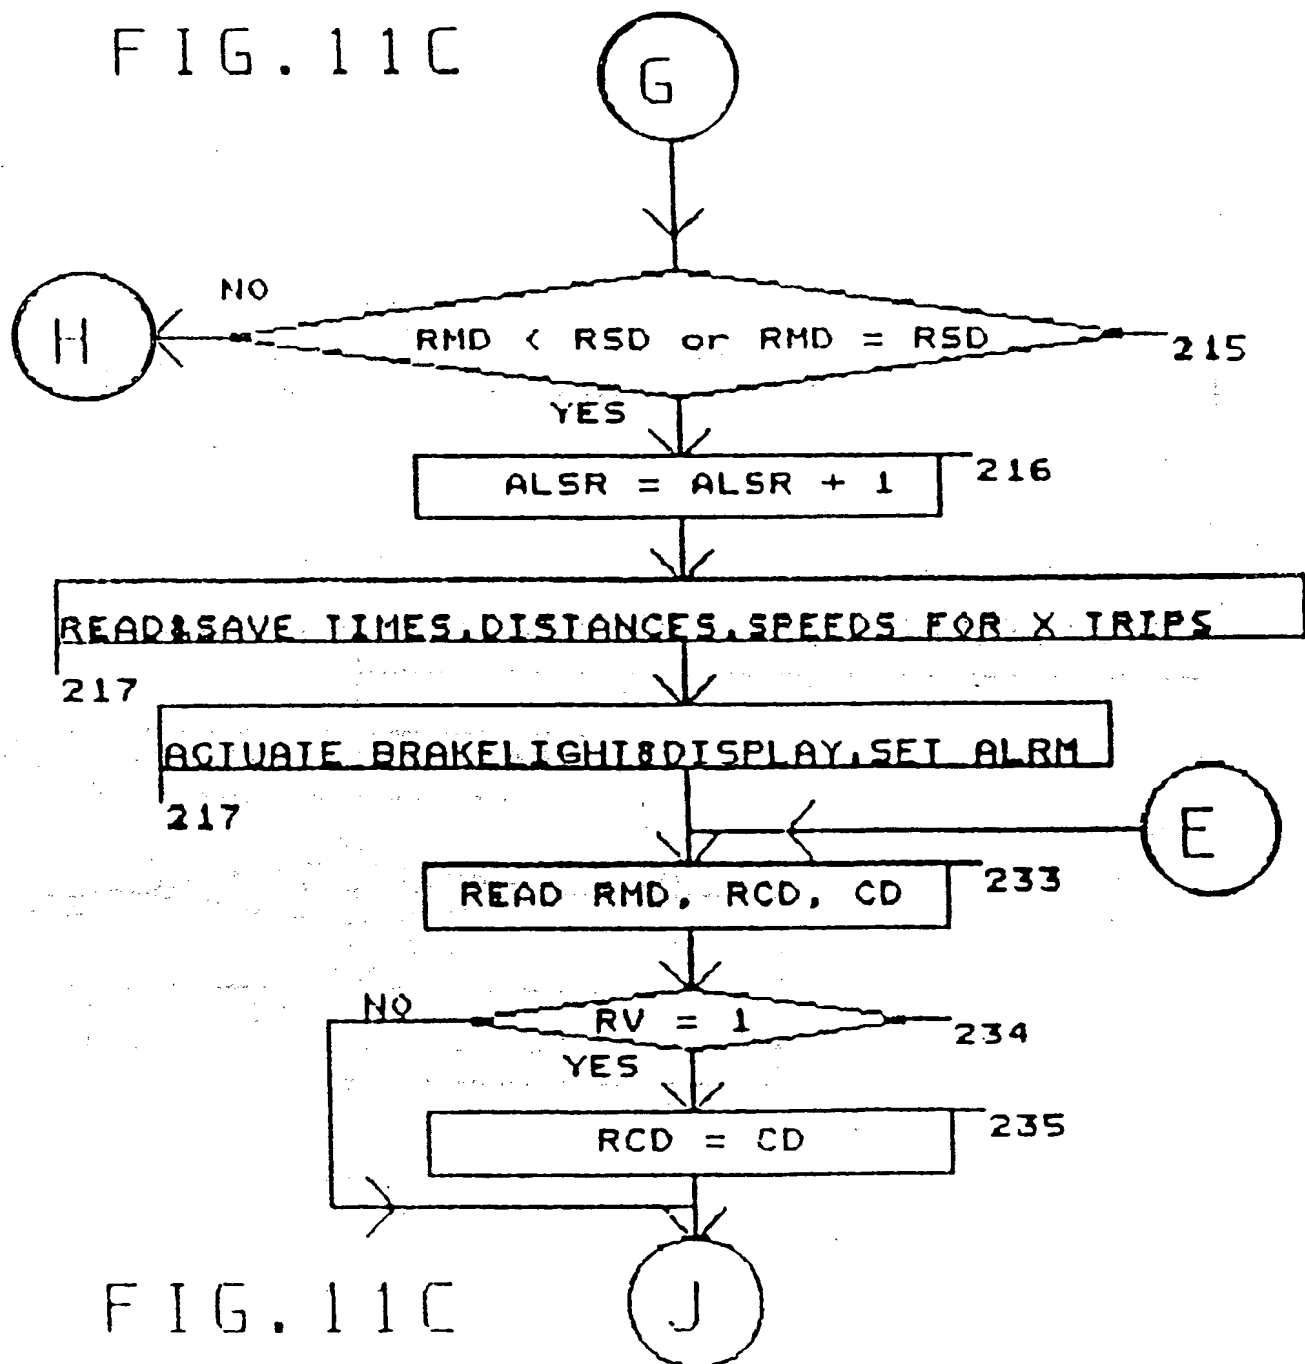 FIG.11C
G
NO
H
RMD < RSD or RMD = RSD
215
YES
ALSR = ALSR + 1
216
READ&SAVE TIMES,DISTANCES,SPEEDS FOR X TRIPS
217
ACTUATE BRAKELIGHT&DISPLAY,SET ALRM
217
E
READ RMD, RCD, CD
233
NO
RV = 1
234
YES
RCD = CD
235
J
FIG.11C